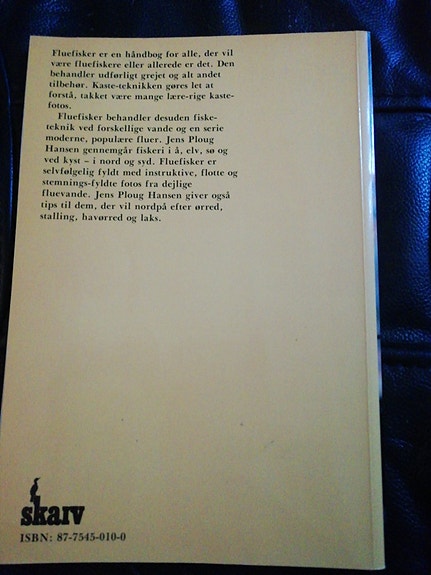 Fluefisker er en håndbog for alle, der vil
være fluefiskere eller allerede er det. Den
behandler udførligt grejet og alt andet
tilbehør. Kaste-teknikken gøres let at
forstå, takket være mange lære-rige kaste-
fotos.
Fluefisker behandler desuden fiske-
teknik ved forskellige vande og en serie
moderne, populære fluer. Jens Ploug
Hansen gennemgår fiskeri i å, elv, sø og
ved kyst – i nord og syd. Fluefisker er
selvfølgelig fyldt med instruktive, flotte og
stemnings-fyldte fotos fra dejlige
fluevande. Jens Ploug Hansen giver også
tips til dem, der vil nordpå efter ørred,
stalling, havørred og laks.
skarv
ISBN: 87-7545-010-0